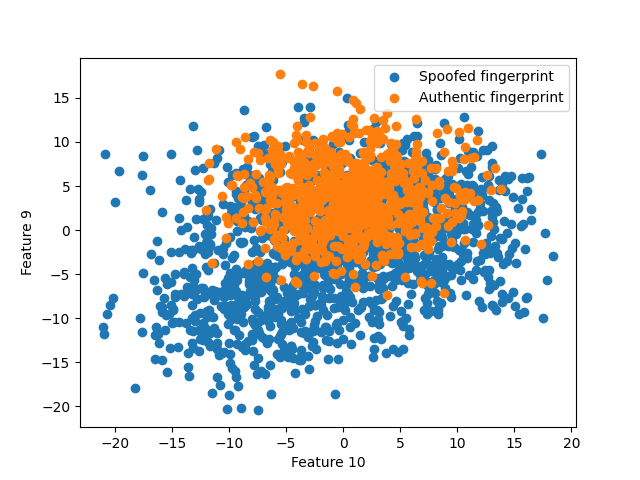 Spoofed fingerprint
Authentic fingerprint
15
10
5
0
−5
−10
−15
−20
Feature 9
−20 −15 −10 −5 0 5 10 15 20
Feature 10